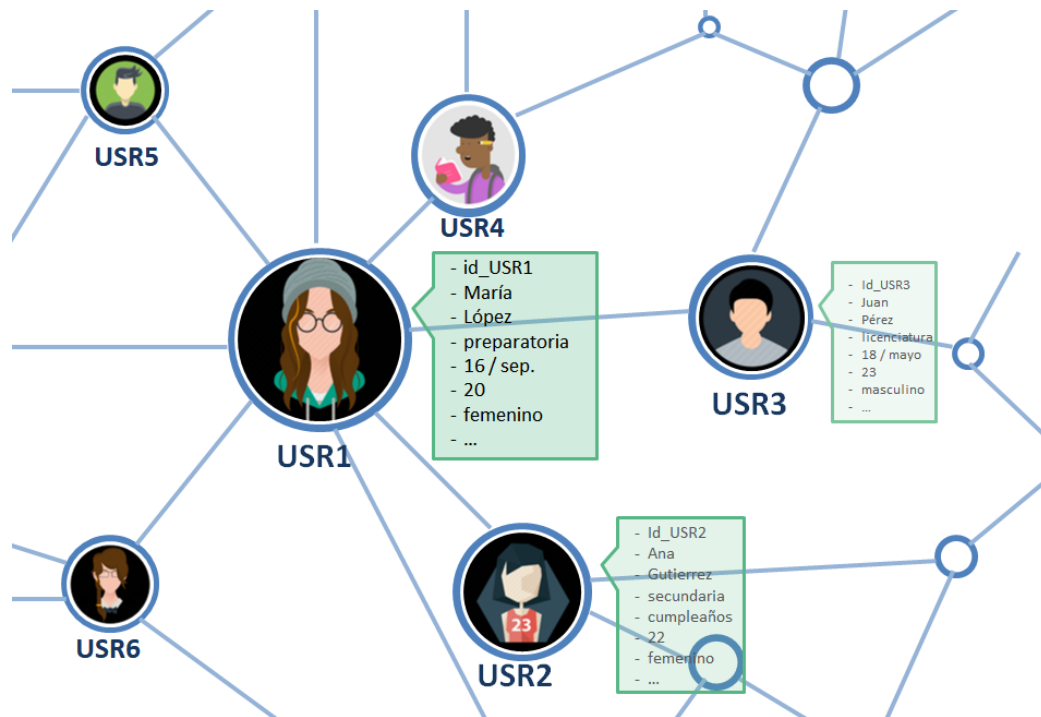 USR5
USR4
- id_USR1
- María
- López
- preparatoria
- 16 / sep.
- 20
- femenino
- ...
USR1
- Id_USR3
- Juan
- Pérez
- licenciatura
- 18 / mayo
- 23
- masculino
- ...
USR3
- Id_USR2
- Ana
- Gutierrez
- secundaria
- cumpleaños
- 22
- femenino
- ...
23
USR2
USR6